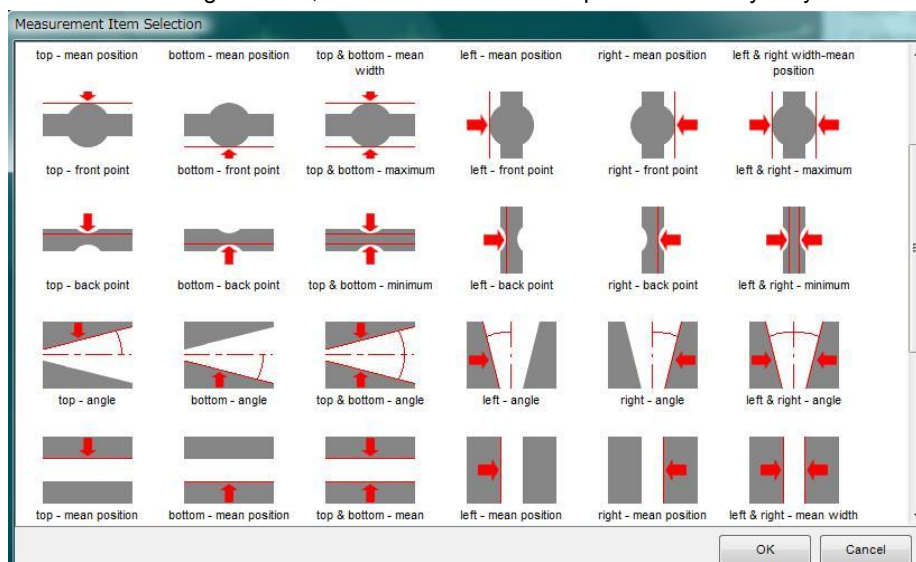 Measurement Item Selection
top - mean position
bottom - mean position
top & bottom - mean
width
left - mean position
right - mean position
left & right width-mean
position
top - front point
bottom - front point
top & bottom - maximum
left - front point
right - front point
left & right - maximum
top - back point
bottom - back point
top & bottom - minimum
left - back point
right - back point
left & right - minimum
top - angle
bottom - angle
top & bottom - angle
left - angle
right - angle
left & right - angle
top - mean position
bottom - mean position
top & bottom - mean
left - mean position
right - mean position
left & right - mean width
OK
Cancel